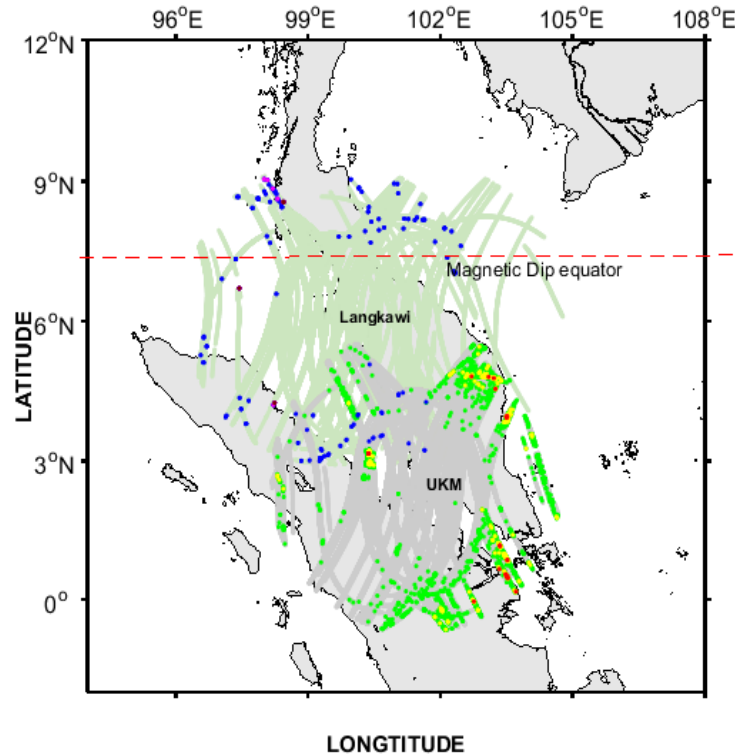 96°E 99°E 102°E 105°E 108°E
12°N
9°N
Magnetic Dip equator
6°N
Langkawi
LATITUDE
3°N
UKM
0°
LONGTITUDE